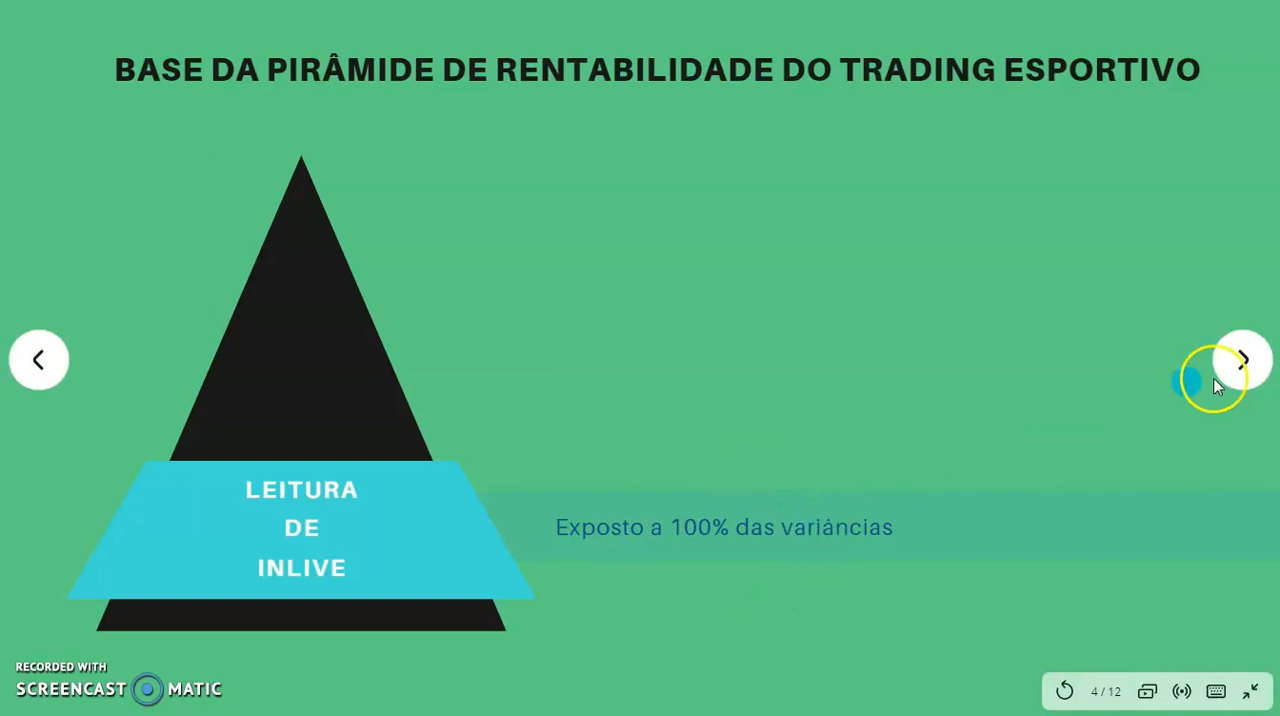 BASE DA PIRÂMIDE DE RENTABILIDADE DO TRADING ESPORTIVO
LEITURA
DE
INLIVE
Exposto a 100% das variâncias
RECORDED WITH
SCREENCAST MATIC
4 / 12